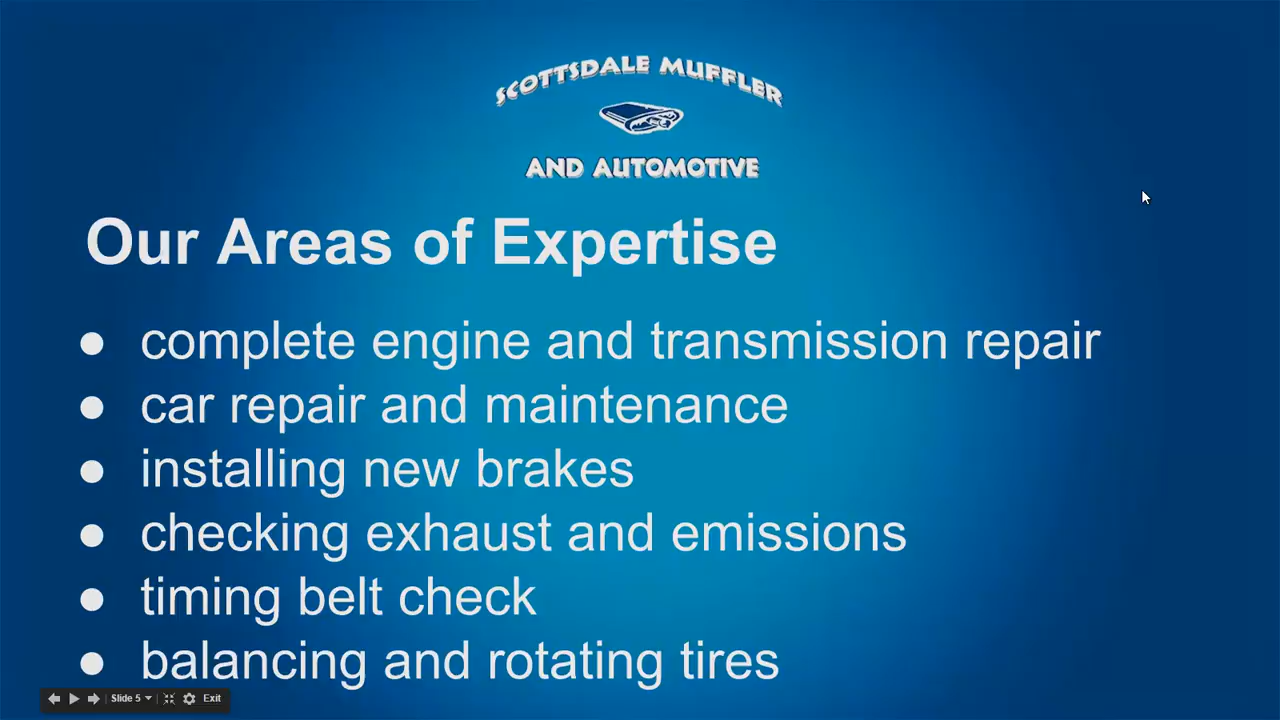 SCOTTSDALE MUFFLER
AND AUTOMOTIVE
Our Areas of Expertise
● complete engine and transmission repair
● car repair and maintenance
● installing new brakes
● checking exhaust and emissions
● timing belt check
● balancing and rotating tires
Slide 5 Exit